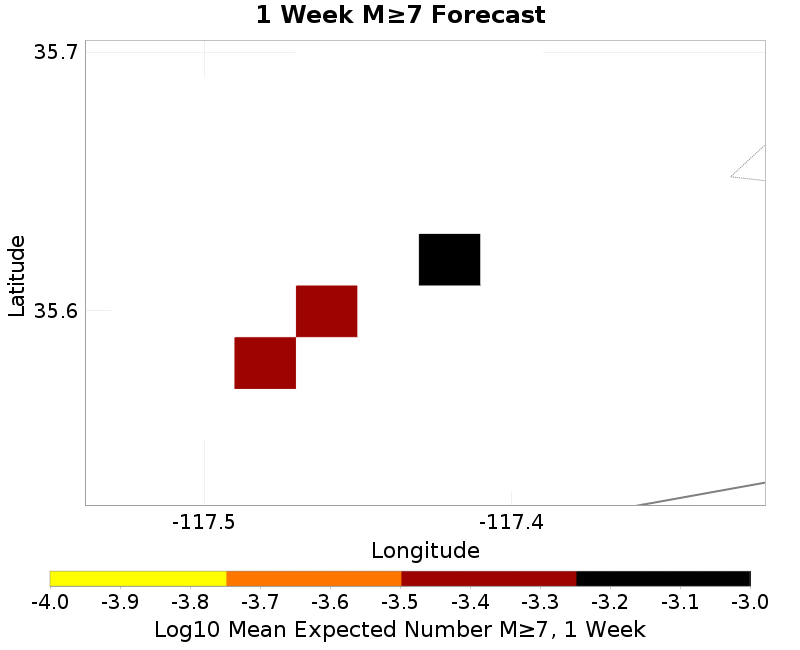 1 Week M≥7 Forecast
35.7
35.6
Latitude
-117.5 -117.4
Longitude
-4.0 -3.9 -3.8 -3.7 -3.6 -3.5 -3.4 -3.3 -3.2 -3.1 -3.0
Log10 Mean Expected Number M≥7, 1 Week